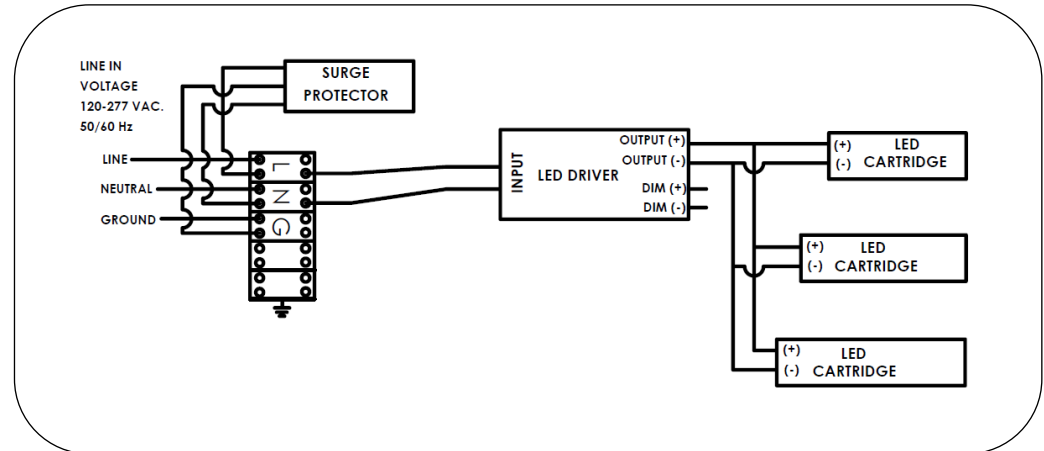 LINE IN
VOLTAGE
120-277 VAC.
50/60 Hz
SURGE
PROTECTOR
LINE
NEUTRAL
GROUND
L
N
G
INPUT
LED DRIVER
OUTPUT (+)
OUTPUT (-)
DIM (+)
DIM (-)
(+) LED
(-) CARTRIDGE
(+) LED
(-) CARTRIDGE
(+) LED
(-) CARTRIDGE